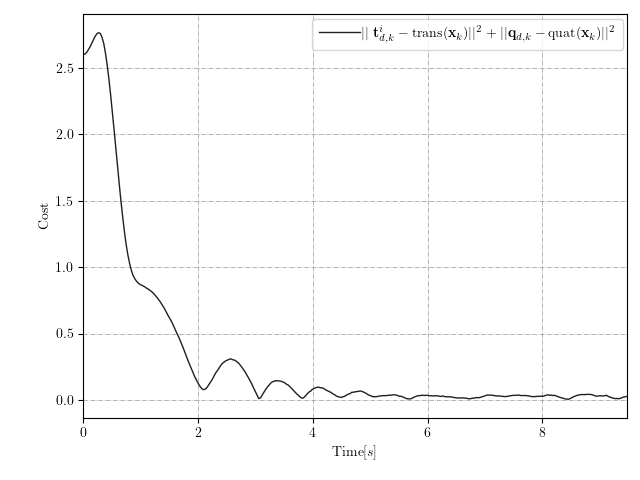 || t^i_{d,k} − trans(x_k)||^2 + ||q_{d,k} − quat(x_k)||^2
2.5
2.0
1.5
1.0
0.5
0.0
Cost
0 2 4 6 8
Time[s]